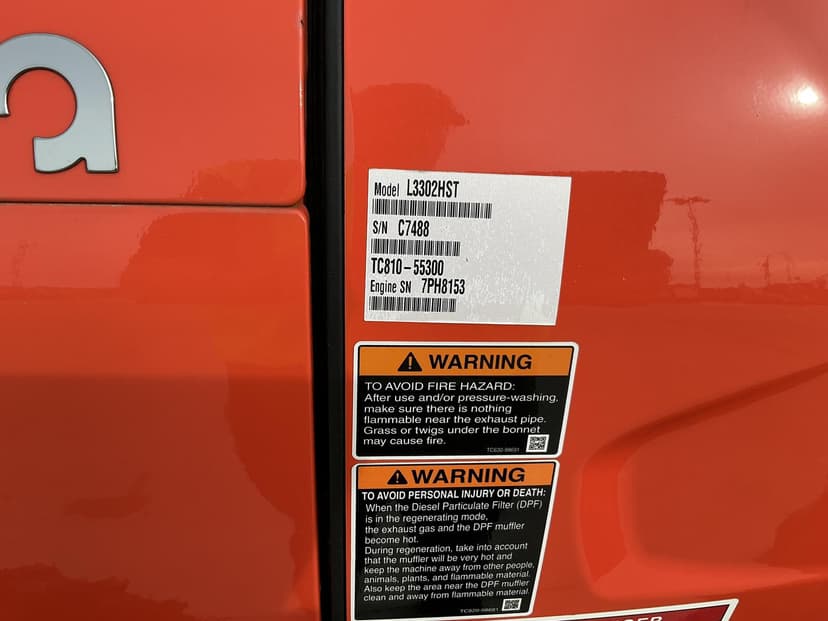 a
Model L3302HST
S/N C7488
TC810-55300
Engine SN 7PH8153
WARNING
TO AVOID FIRE HAZARD:
After use and/or pressure-washing,
make sure there is nothing
flammable near the exhaust pipe.
Grass or twigs under the bonnet
may cause fire.
WARNING
TO AVOID PERSONAL INJURY OR DEATH:
When the Diesel Particulate Filter (DPF)
is in the regenerating mode,
the exhaust gas and the DPF muffler
become hot.
During regeneration, take into account
that the muffler will be very hot and
keep the machine away from other people,
animals, plants, and flammable material.
Also keep the area near the DPF muffler
clean and away from flammable material.